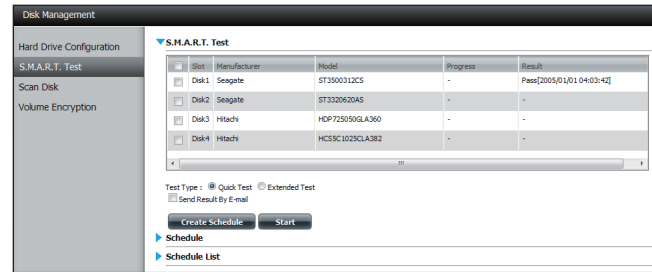 Disk Management
Hard Drive Configuration
S.M.A.R.T. Test
Scan Disk
Volume Encryption
S.M.A.R.T. Test
Slot Manufacturer Model Progress Result
Disk1 Seagate ST3500312CS - Pass[2005/01/01 04:03:42]
Disk2 Seagate ST3320620AS - -
Disk3 Hitachi HDP725050GLA360 - -
Disk4 Hitachi HCS5C1025CLA382 - -
Test Type : Quick Test Extended Test
Send Result By E-mail
Create Schedule Start
Schedule
Schedule List